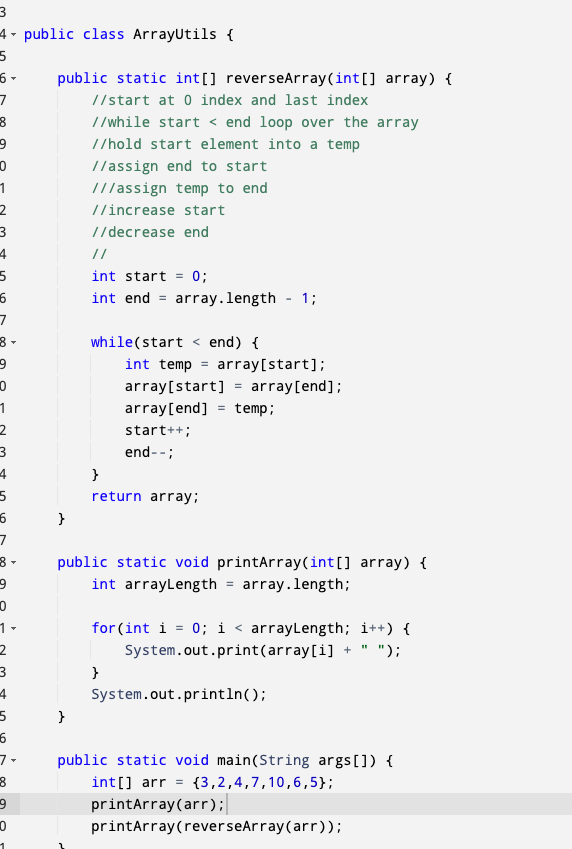 3
4 public class ArrayUtils {
5
6     public static int[] reverseArray(int[] array) {
7         //start at 0 index and last index
8         //while start < end loop over the array
9         //hold start element into a temp
0         //assign end to start
1         ///assign temp to end
2         //increase start
3         //decrease end
4         //
5         int start = 0;
6         int end = array.length - 1;
7
8         while(start < end) {
9             int temp = array[start];
0             array[start] = array[end];
1             array[end] = temp;
2             start++;
3             end--;
4         }
5         return array;
6     }
7
8     public static void printArray(int[] array) {
9         int arrayLength = array.length;
0
1         for(int i = 0; i < arrayLength; i++) {
2             System.out.print(array[i] + " ");
3         }
4         System.out.println();
5     }
6
7     public static void main(String args[]) {
8         int[] arr = {3,2,4,7,10,6,5};
9         printArray(arr);
0         printArray(reverseArray(arr));
1     }